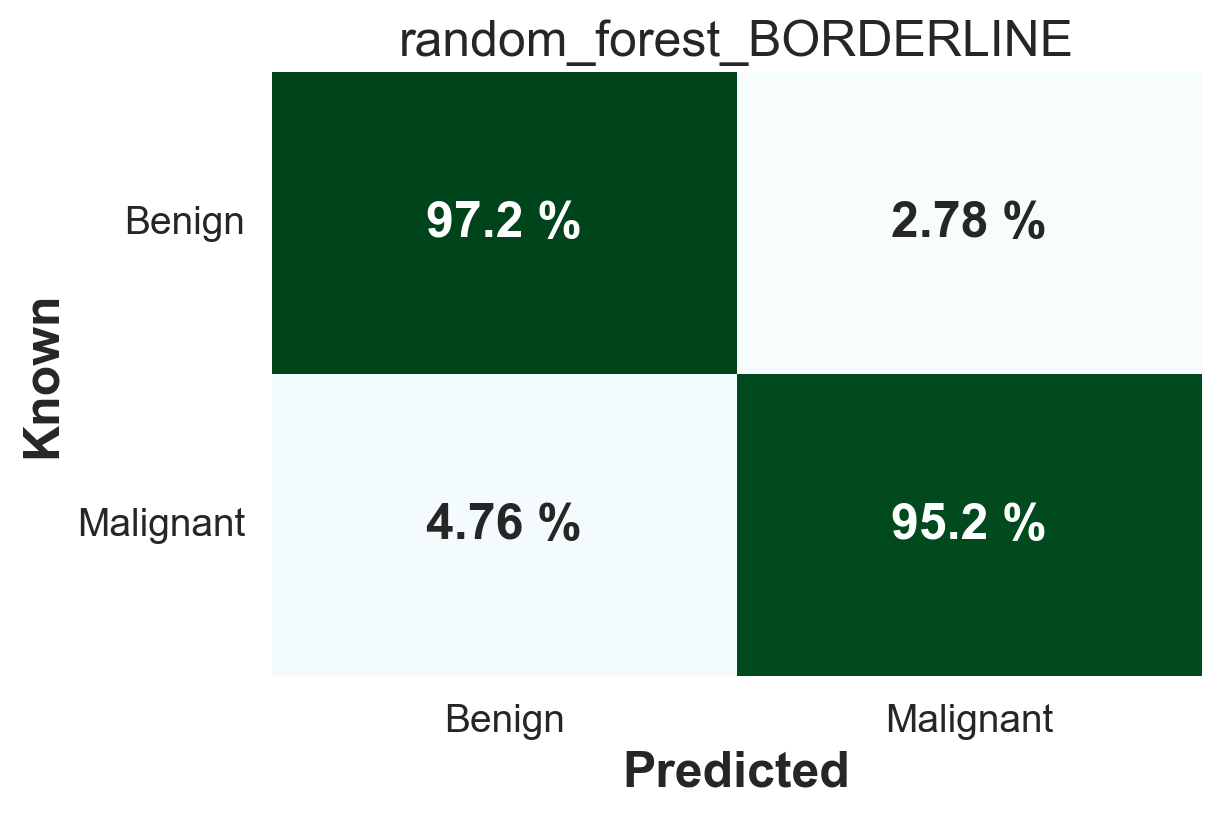 random_forest_BORDERLINE
Known
Benign
97.2 %
2.78 %
Malignant
4.76 %
95.2 %
Benign
Malignant
Predicted